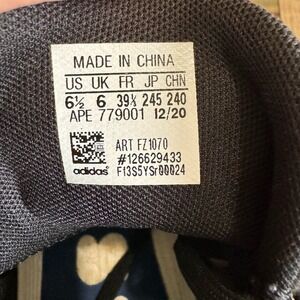 MADE IN CHINA
US UK FR JP CHN
6½ 6 39⅓ 245 240
APE 779001 12/20
ART FZ1070
#126629433
F13S5YSr00024
adidas